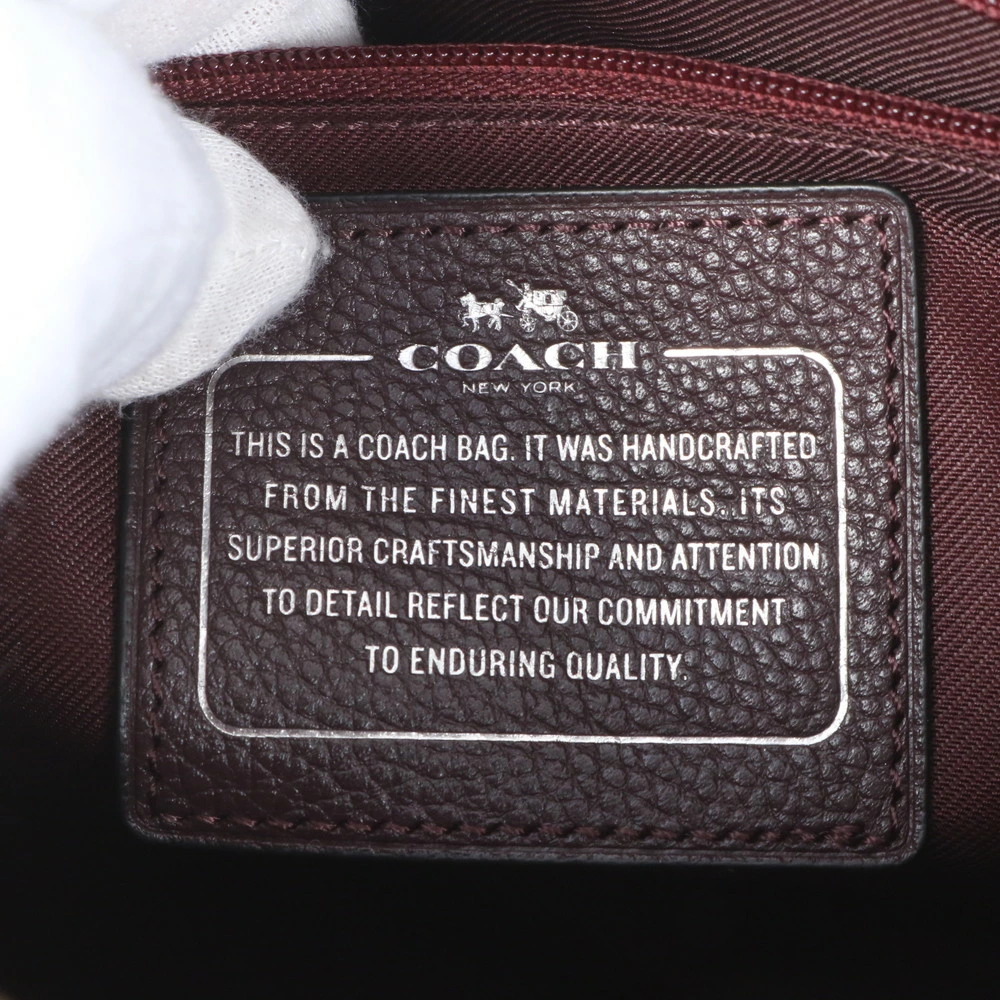 COACH
NEW YORK
THIS IS A COACH BAG. IT WAS HANDCRAFTED
FROM THE FINEST MATERIALS. ITS
SUPERIOR CRAFTSMANSHIP AND ATTENTION
TO DETAIL REFLECT OUR COMMITMENT
TO ENDURING QUALITY.